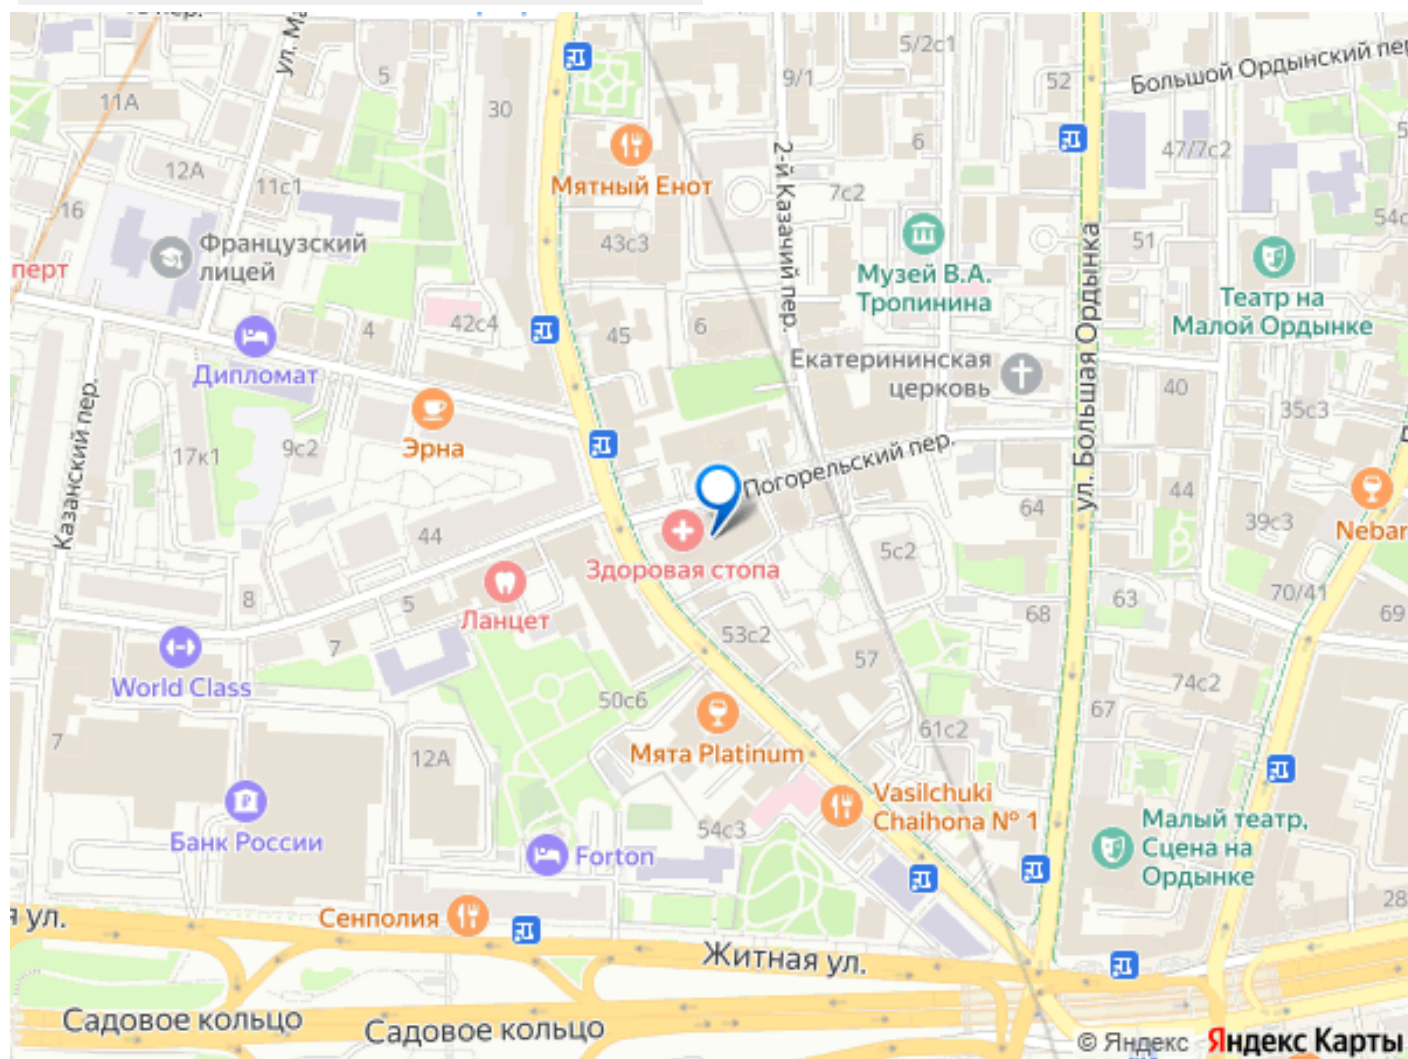 5/2с1
9/1
52
Большой Ордынский пер
5
30
11А
47/7с2
6
12А
11с1
Мятный Енот
2-й Казачий пер.
7с2
16
54с
Французский
лицей
43с3
51
перт
Музей В.А.
Тропинина
ул. Большая Ордынка
Театр на
Малой Ордынке
4
42с4
45
6
Дипломат
Екатерининская
церковь
40
35с3
Казанский пер.
Эрна
9с2
17к1
Погорельский пер.
44
64
39с3
Nebar
44
5с2
Здоровая стопа
8
5
Ланцет
63
70/41
68
69
7
53с2
57
World Class
74с2
50с6
67
61с2
7
12А
Мята Platinum
Банк России
Vasilchuki
Chaihona № 1
54с3
Forton
Малый театр,
Сцена на
Ордынке
28
я ул.
Сенполия
Житная ул.
Садовое кольцо
Садовое кольцо
© Яндекс Яндекс Карты